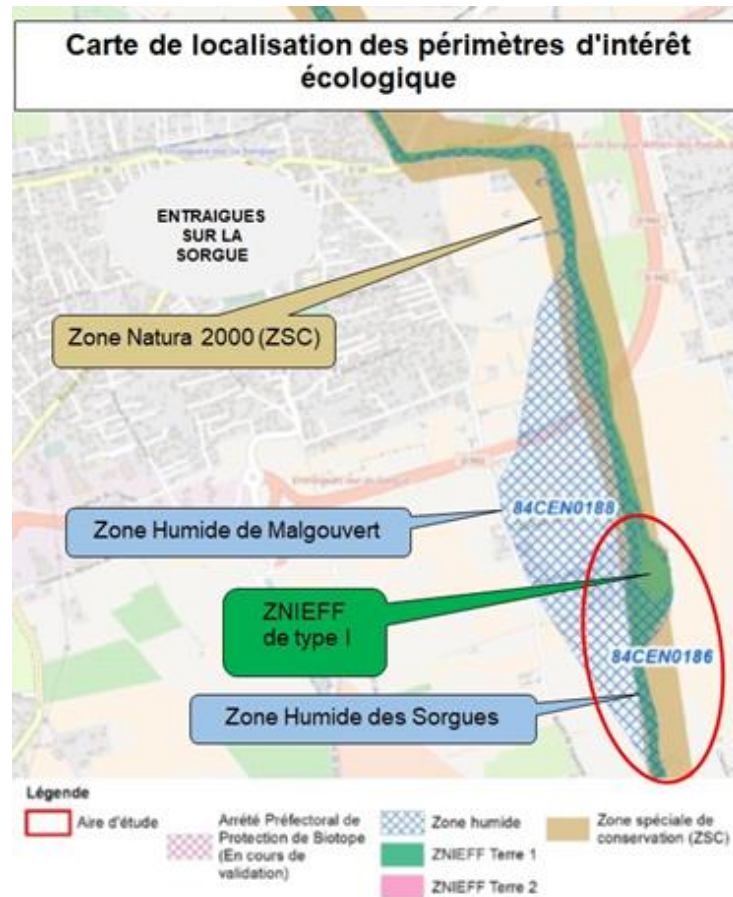 Carte de localisation des périmètres d'intérêt
écologique
ENTRAIGUES
SUR LA
SORGUE
Zone Natura 2000 (ZSC)
Zone Humide de Malgouvert
84CEN0188
ZNIEFF
de type I
84CEN0186
Zone Humide des Sorgues
Légende
Aire d'étude
Arrété Préfectoral de
Protection de Biotope
(En cours de
validation)
Zone humide
ZNIEFF Terre 1
ZNIEFF Terre 2
Zone spéciale de
conservation (ZSC)